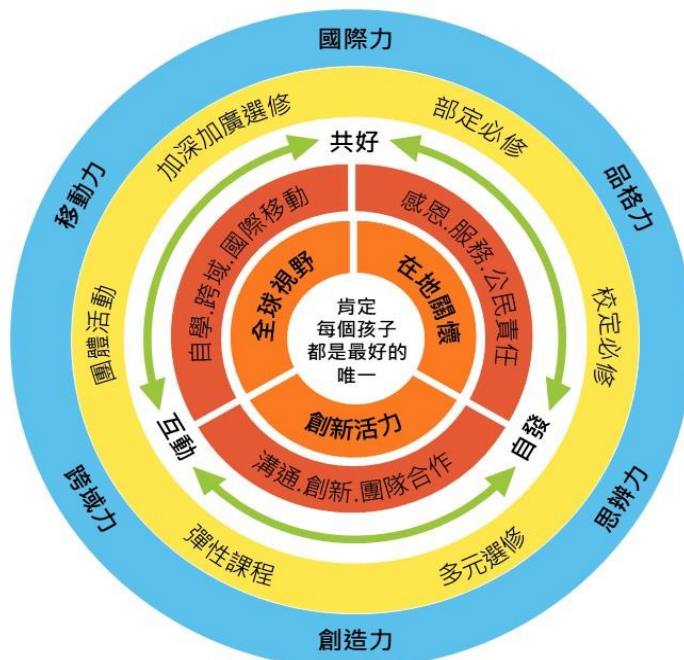 國際力
品格力
思辨力
創造力
跨域力
移動力
部定必修
校定必修
多元選修
彈性課程
團體活動
加深加廣選修
共好
自發
互動
感恩.服務.公民責任
溝通.創新.團隊合作
自學.跨域.國際移動
在地關懷
創新活力
全球視野
肯定
每個孩子
都是最好的
唯一